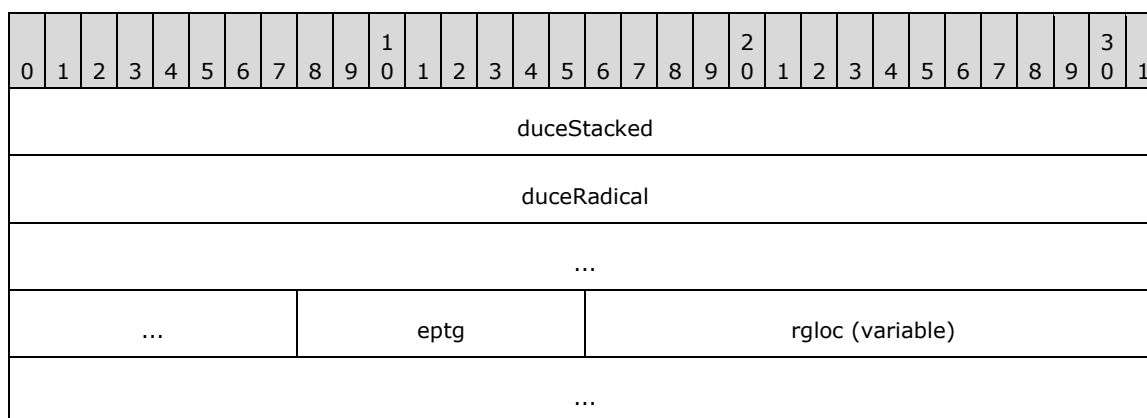 1 2 3
0 1 2 3 4 5 6 7 8 9 0 1 2 3 4 5 6 7 8 9 0 1 2 3 4 5 6 7 8 9 0 1
duceStacked
duceRadical
...
... eptg rgloc (variable)
...